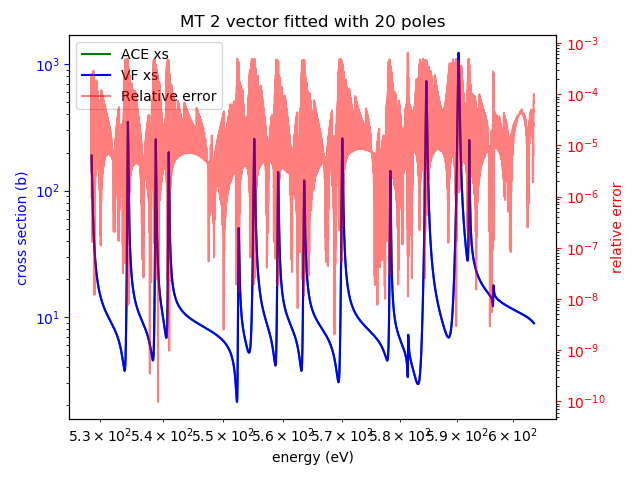 MT 2 vector fitted with 20 poles
ACE xs
VF xs
Relative error
cross section (b)
10³
10²
10¹
relative error
10⁻³
10⁻⁴
10⁻⁵
10⁻⁶
10⁻⁷
10⁻⁸
10⁻⁹
10⁻¹⁰
5.3 × 10² 5.4 × 10² 5.5 × 10² 5.6 × 10² 5.7 × 10² 5.8 × 10² 5.9 × 10² 6 × 10²
energy (eV)